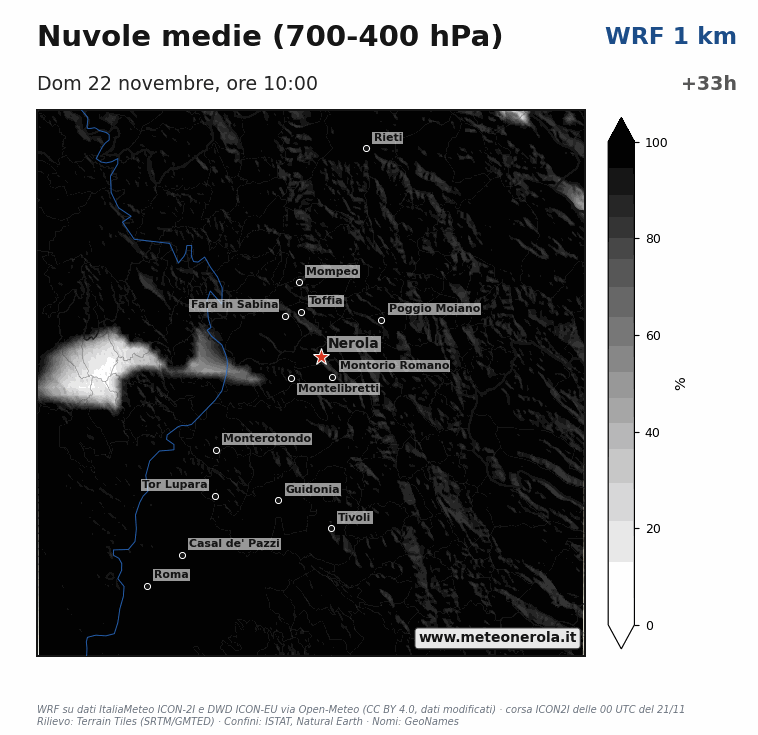 Nuvole medie (700-400 hPa)
WRF 1 km
Dom 22 novembre, ore 10:00
+33h
Rieti
Mompeo
Toffia
Fara in Sabina
Poggio Moiano
Nerola
Montorio Romano
Montelibretti
Monterotondo
Tor Lupara
Guidonia
Tivoli
Casal de' Pazzi
Roma
www.meteonerola.it
100
80
60
40
20
0
%
WRF su dati ItaliaMeteo ICON-2I e DWD ICON-EU via Open-Meteo (CC BY 4.0, dati modificati) · corsa ICON2I delle 00 UTC del 21/11
Rilievo: Terrain Tiles (SRTM/GMTED) · Confini: ISTAT, Natural Earth · Nomi: GeoNames